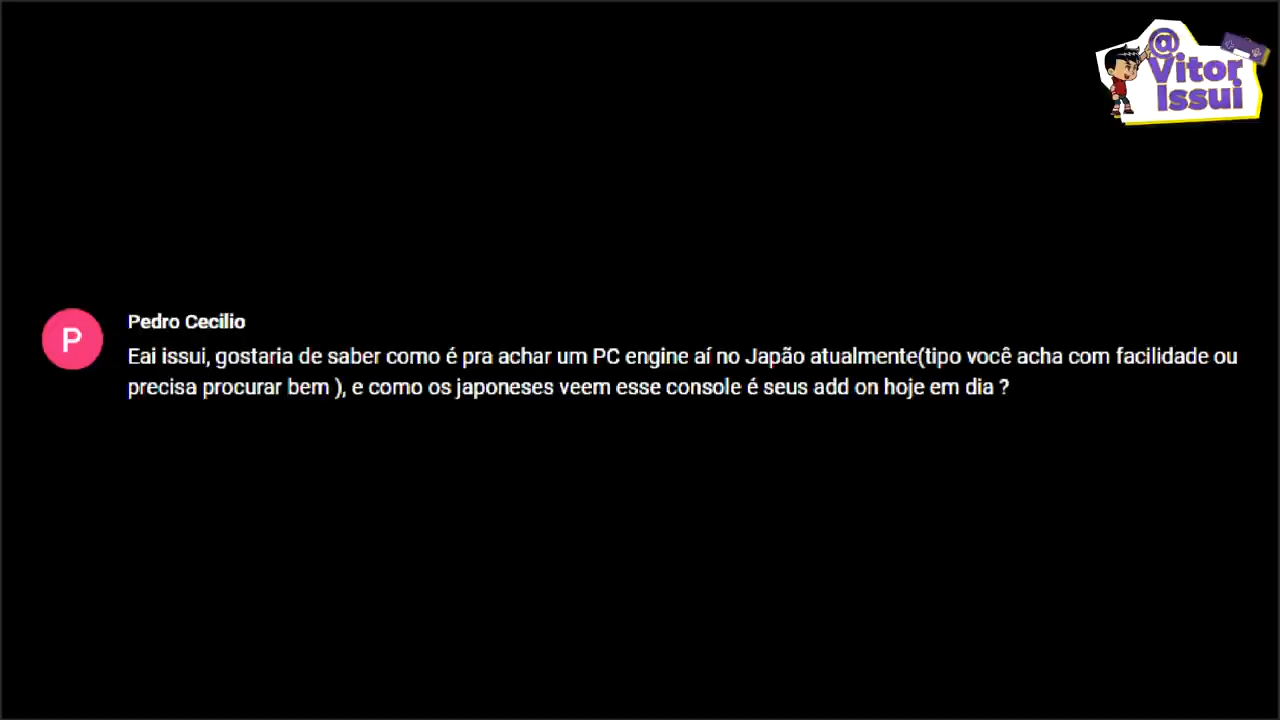 @
Vitor
Issui
Pedro Cecilio
P
Eai issui, gostaria de saber como é pra achar um PC engine aí no Japão atualmente(tipo você acha com facilidade ou
precisa procurar bem ), e como os japoneses veem esse console é seus add on hoje em dia ?